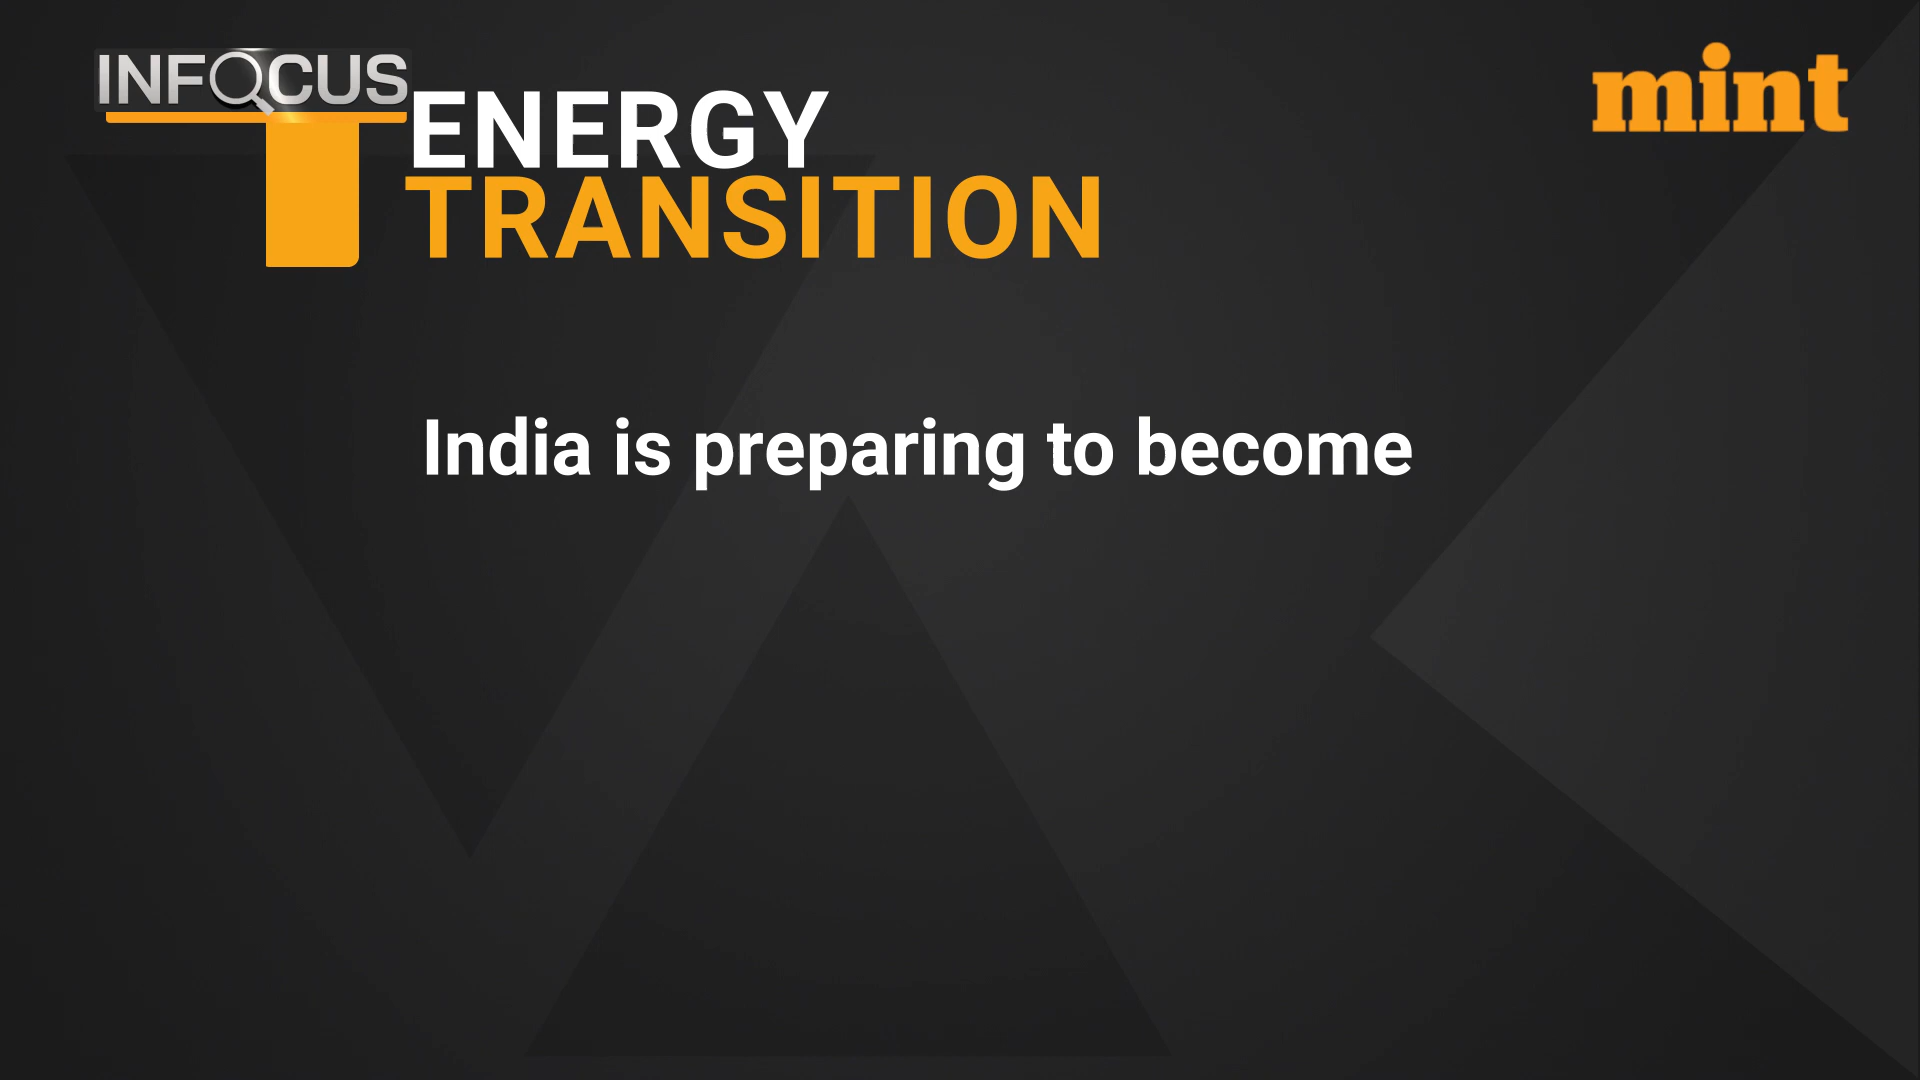 INFOCUS
ENERGY
TRANSITION
mint
India is preparing to become